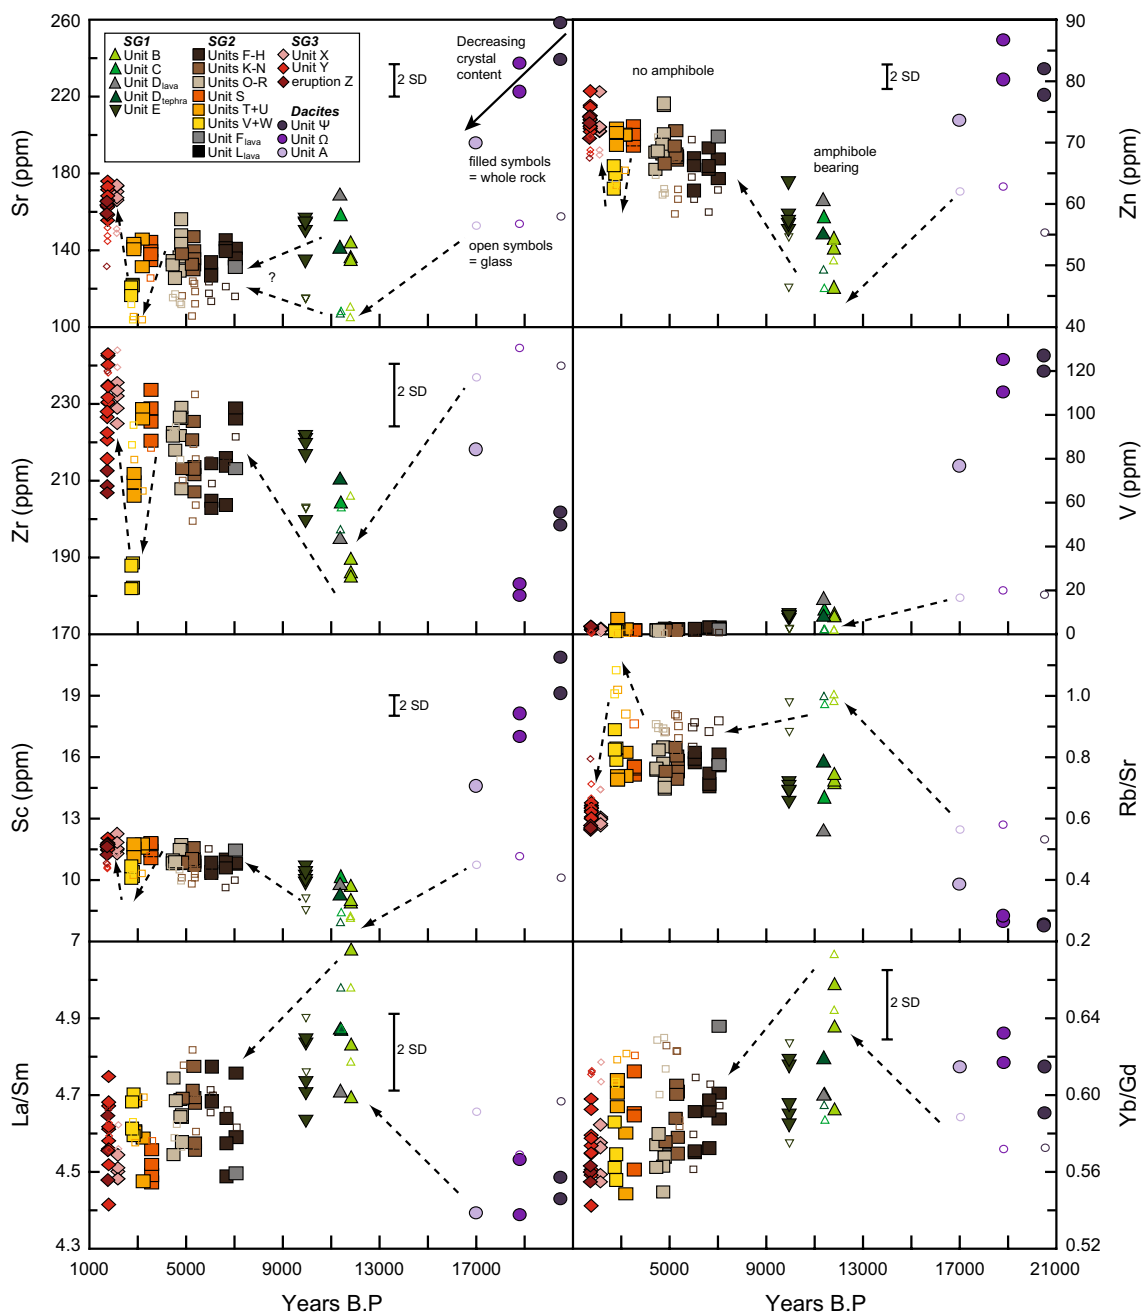 260
220
180
140
100
Sr (ppm)
SG1
Unit B
Unit C
Unit Dlava
Unit Dtephra
Unit E
SG2
Units F-H
Units K-N
Units O-R
Unit S
Units T+U
Units V+W
Unit Flava
Unit Llava
SG3
Unit X
Unit Y
eruption Z
Dacites
Unit Ψ
Unit Ω
Unit A
2 SD
Decreasing
crystal
content
filled symbols
= whole rock
open symbols
= glass
?
90
80
70
60
50
40
Zn (ppm)
no amphibole
2 SD
amphibole
bearing
230
210
190
170
Zr (ppm)
2 SD
120
100
80
60
40
20
0
V (ppm)
19
16
13
10
7
Sc (ppm)
2 SD
1.0
0.8
0.6
0.4
0.2
Rb/Sr
4.9
4.7
4.5
4.3
La/Sm
2 SD
0.64
0.60
0.56
0.52
Yb/Gd
2 SD
1000 5000 9000 13000 17000
5000 9000 13000 17000 21000
Years B.P
Years B.P